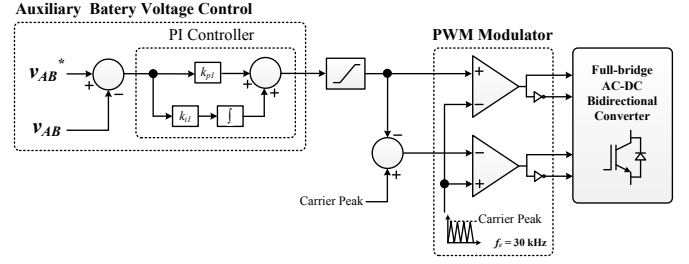 Auxiliary Batery Voltage Control
PI Controller
PWM Modulator
v_AB*
v_AB
+
−
k_p1
k_i1
∫
+
+
−
+
Carrier Peak
+
−
−
+
Carrier Peak
f_c = 30 kHz
Full-bridge
AC-DC
Bidirectional
Converter